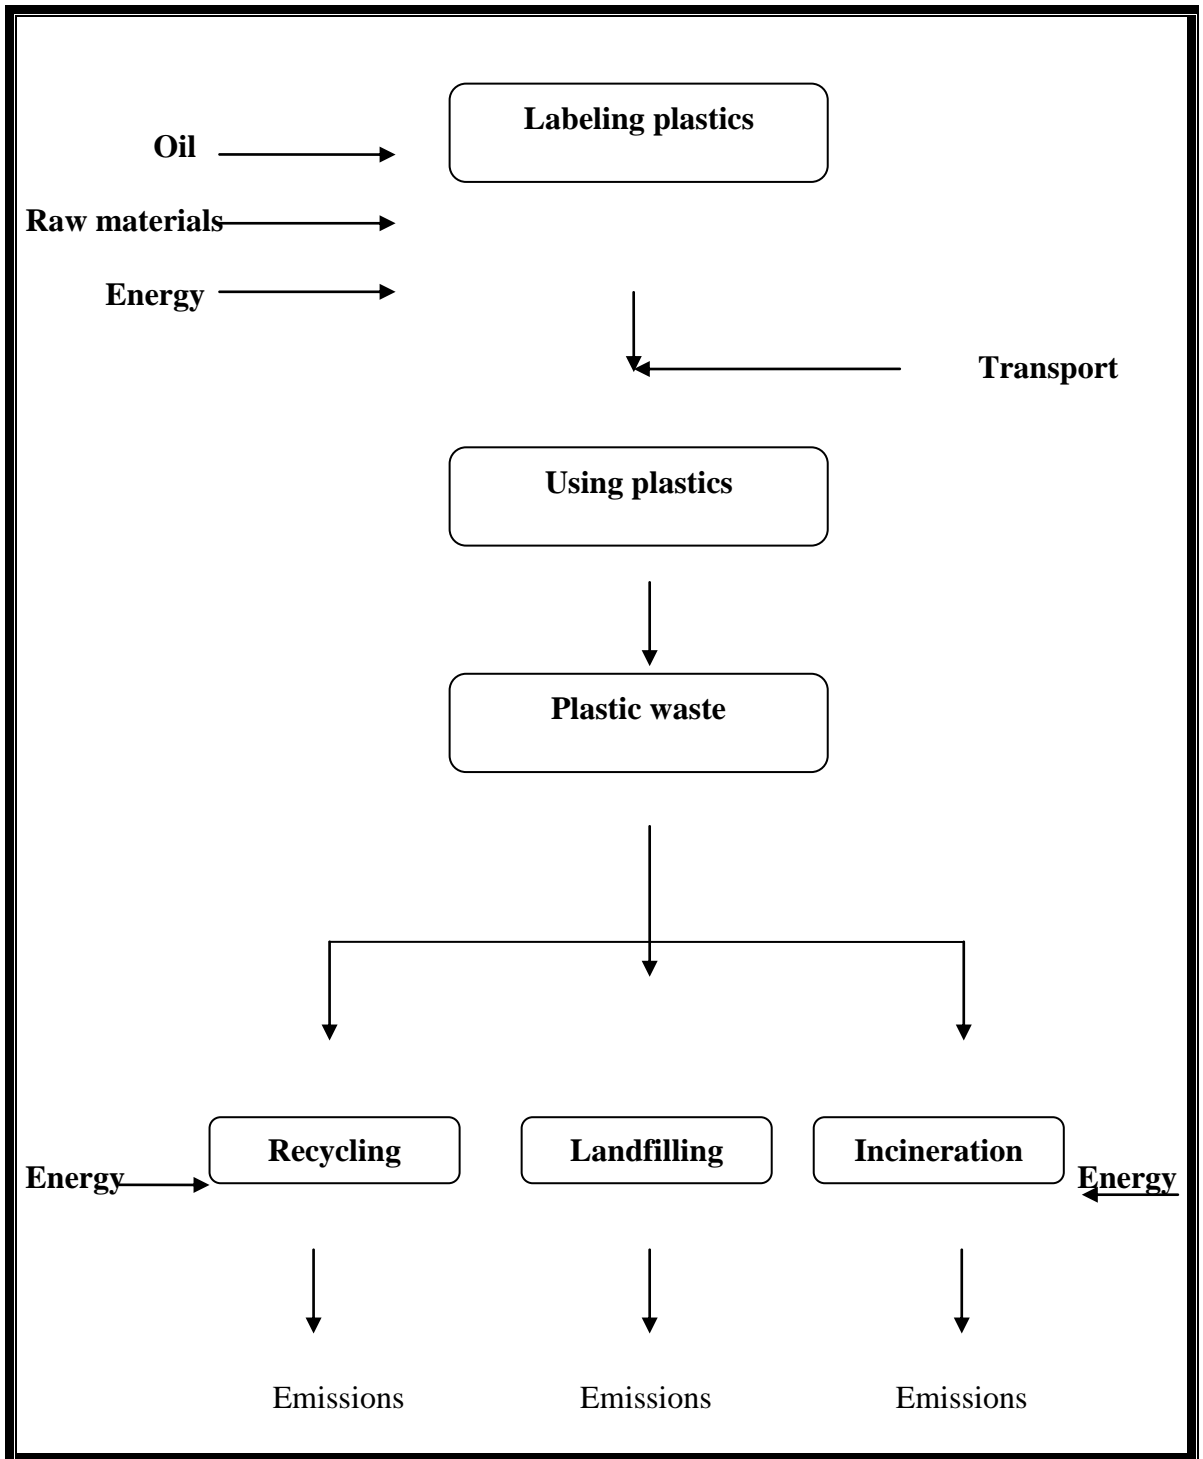 Labeling plastics
Oil
Raw materials
Energy
Transport
Using plastics
Plastic waste
Recycling
Landfilling
Incineration
Energy
Energy
Emissions
Emissions
Emissions